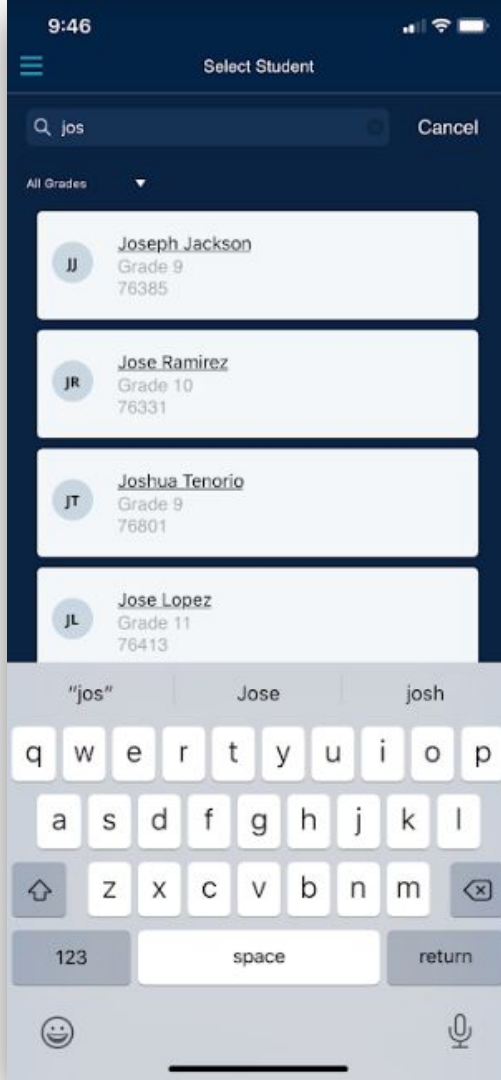 9:46
Select Student
jos
Cancel
All Grades
JJ
Joseph Jackson
Grade 9
76385
JR
Jose Ramirez
Grade 10
76331
JT
Joshua Tenorio
Grade 9
76801
JL
Jose Lopez
Grade 11
76413
"jos" Jose josh
q w e r t y u i o p
a s d f g h j k l
z x c v b n m
123 space return